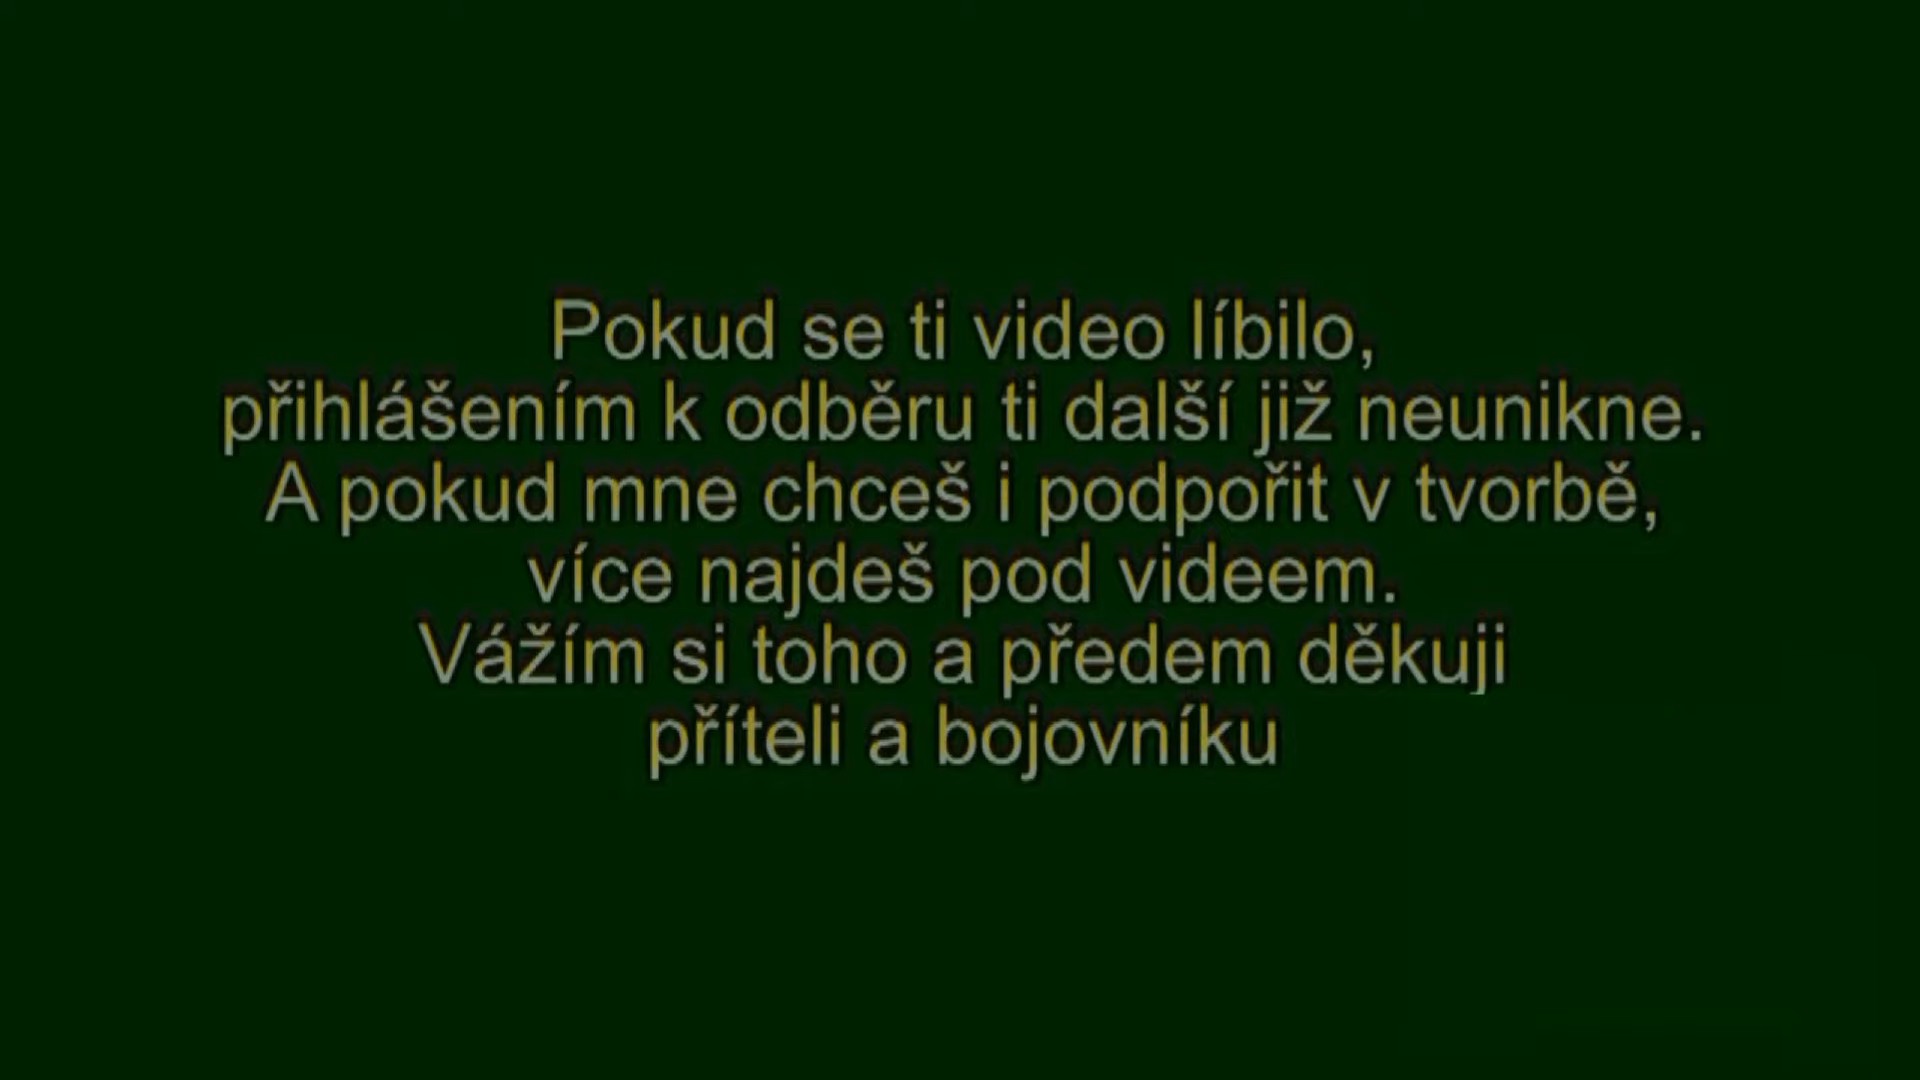 Pokud se ti video líbilo,
přihlášením k odběru ti další již neunikne.
A pokud mne chceš i podpořit v tvorbě,
více najdeš pod videem.
Vážím si toho a předem děkuji
příteli a bojovníku